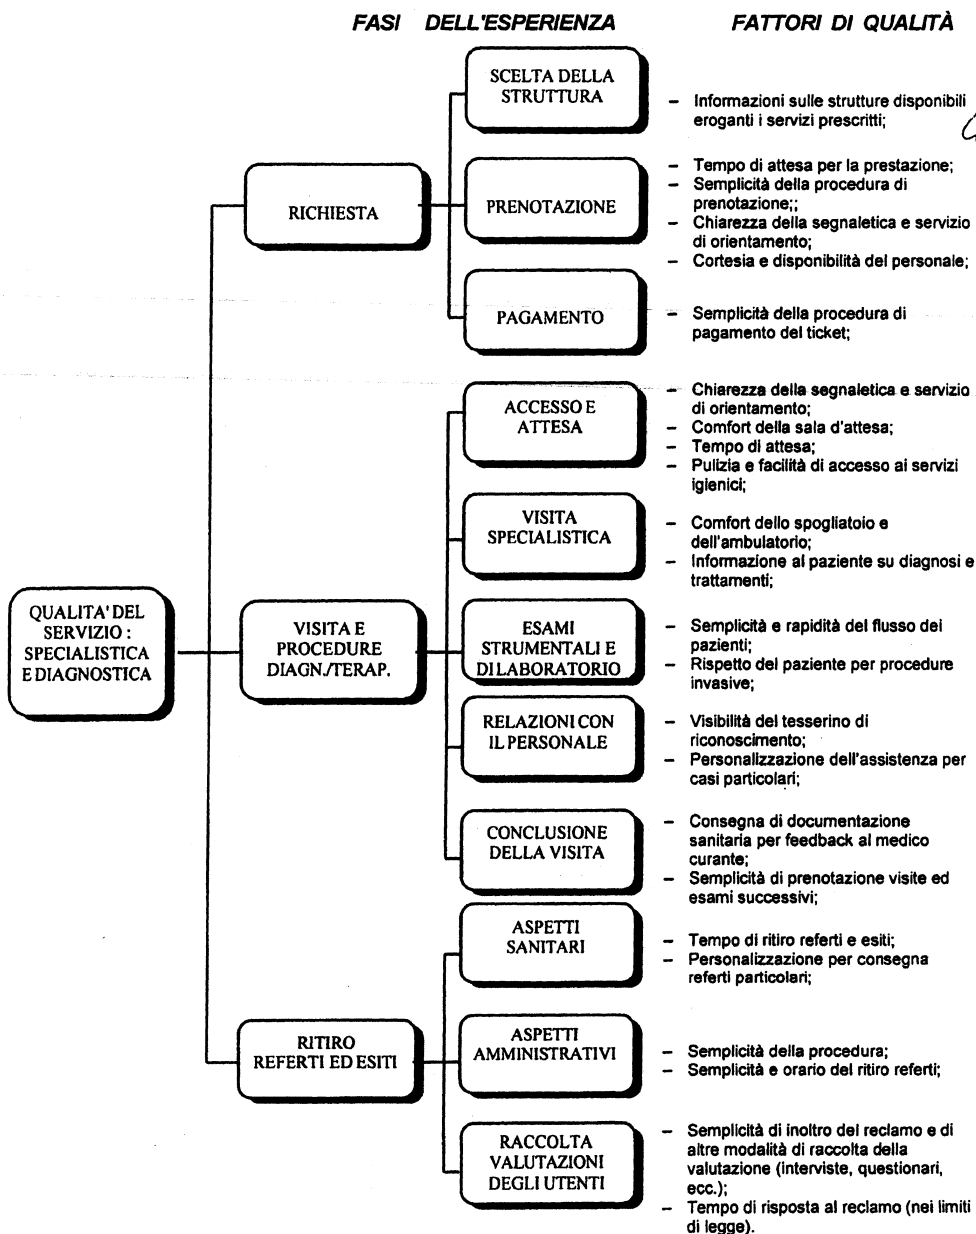 FASI DELL'ESPERIENZA
FATTORI DI QUALITÀ
QUALITA' DEL
SERVIZIO :
SPECIALISTICA
E DIAGNOSTICA
RICHIESTA
SCELTA DELLA
STRUTTURA
– Informazioni sulle strutture disponibili
eroganti i servizi prescritti;
PRENOTAZIONE
– Tempo di attesa per la prestazione;
– Semplicità della procedura di
prenotazione;;
– Chiarezza della segnaletica e servizio
di orientamento;
– Cortesia e disponibilità del personale;
PAGAMENTO
– Semplicità della procedura di
pagamento del ticket;
VISITA E
PROCEDURE
DIAGN./TERAP.
ACCESSO E
ATTESA
– Chiarezza della segnaletica e servizio
di orientamento;
– Comfort della sala d'attesa;
– Tempo di attesa;
– Pulizia e facilità di accesso ai servizi
igienici;
VISITA
SPECIALISTICA
– Comfort dello spogliatoio e
dell'ambulatorio;
– Informazione al paziente su diagnosi e
trattamenti;
ESAMI
STRUMENTALI E
DI LABORATORIO
– Semplicità e rapidità del flusso dei
pazienti;
– Rispetto del paziente per procedure
invasive;
RELAZIONI CON
IL PERSONALE
– Visibilità del tesserino di
riconoscimento;
– Personalizzazione dell'assistenza per
casi particolari;
CONCLUSIONE
DELLA VISITA
– Consegna di documentazione
sanitaria per feedback al medico
curante;
– Semplicità di prenotazione visite ed
esami successivi;
RITIRO
REFERTI ED ESITI
ASPETTI
SANITARI
– Tempo di ritiro referti e esiti;
– Personalizzazione per consegna
referti particolari;
ASPETTI
AMMINISTRATIVI
– Semplicità della procedura;
– Semplicità e orario del ritiro referti;
RACCOLTA
VALUTAZIONI
DEGLI UTENTI
– Semplicità di inoltro del reclamo e di
altre modalità di raccolta della
valutazione (interviste, questionari,
ecc.);
– Tempo di risposta al reclamo (nei limiti
di legge).